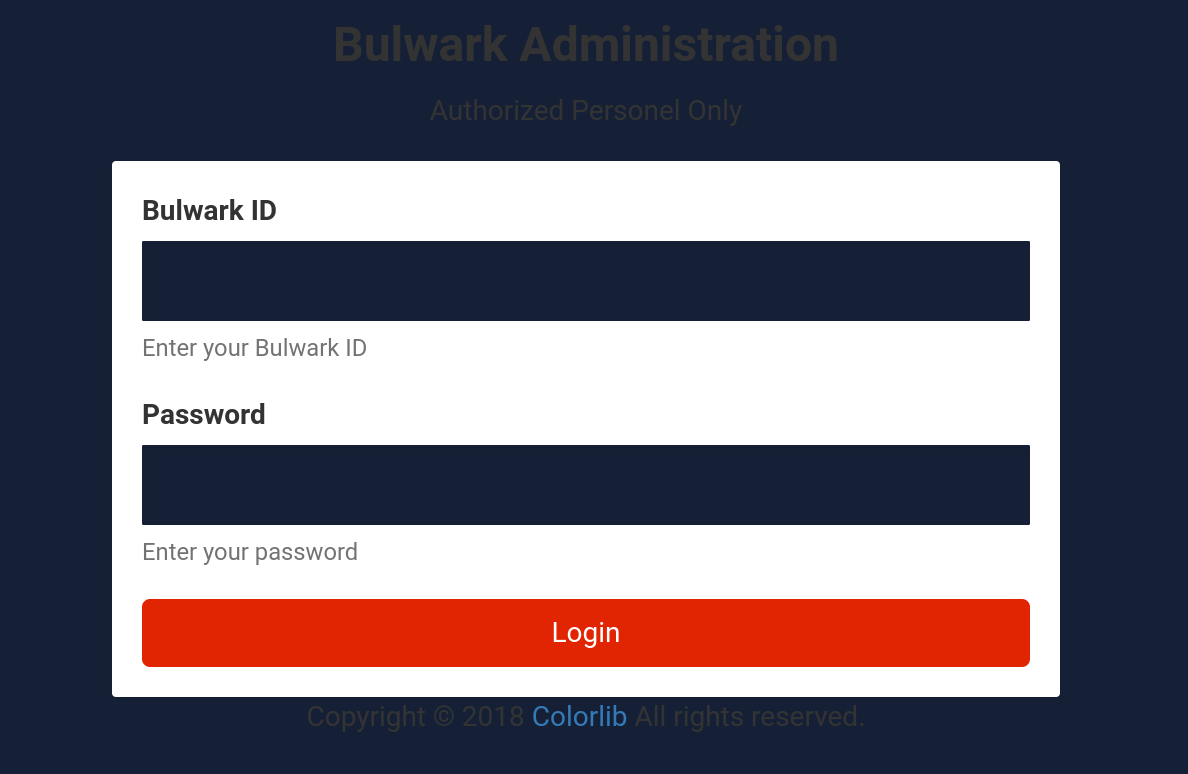 Bulwark Administration
Authorized Personel Only
Bulwark ID
Enter your Bulwark ID
Password
Enter your password
Login
Copyright © 2018 Colorlib All rights reserved.